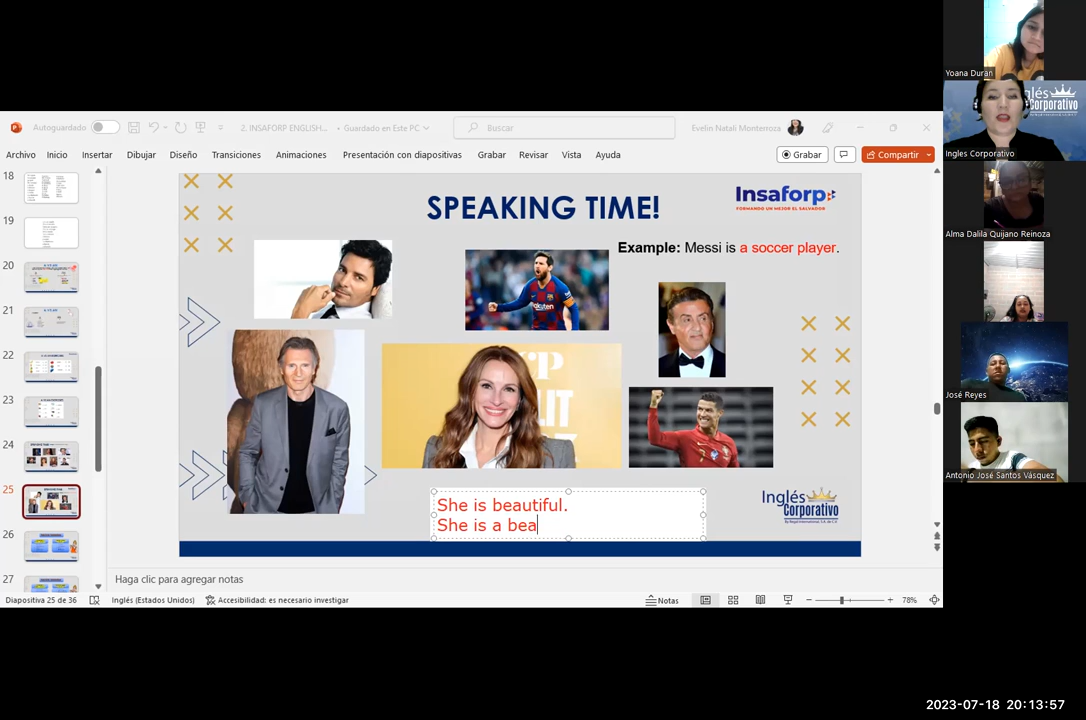 Autoguardado
2. INSAFORP ENGLISH... • Guardado en Este PC
Buscar
Evelin Natali Monterroza
Archivo Inicio Insertar Dibujar Diseño Transiciones Animaciones Presentación con diapositivas Grabar Revisar Vista Ayuda
Grabar
Compartir
18
19
20
21
22
23
24
25
26
27
SPEAKING TIME!
Insaforp
FORMANDO UN MEJOR EL SALVADOR
Example: Messi is a soccer player.
Rakuten
She is beautiful.
She is a bea
Inglés
Corporativo
Haga clic para agregar notas
Diapositiva 25 de 36
Inglés (Estados Unidos)
Accesibilidad: es necesario investigar
Notas
78%
Yoana Durán
Inglés
Corporativo
Ingles Corporativo
Alma Dalila Quijano Reinoza
José Reyes
Antonio José Santos Vásquez
2023-07-18 20:13:57